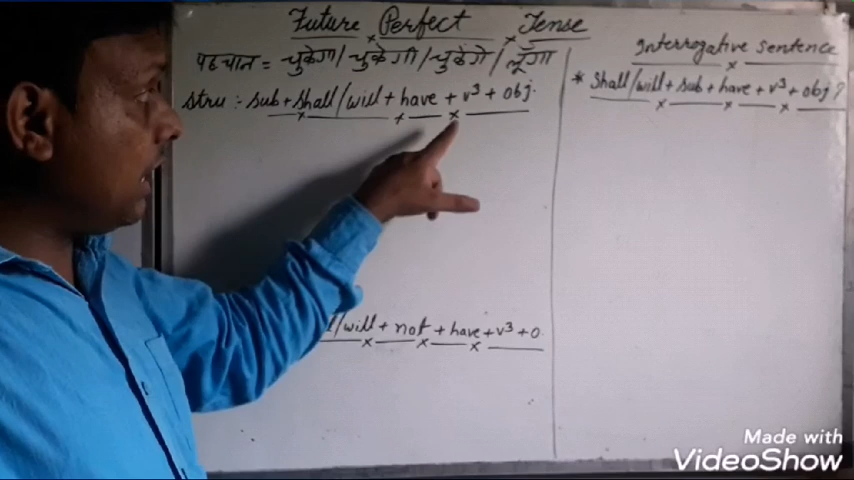 Future Perfect Tense
पहचान = चुकेगा/चुकेगी/चुकेंगे/लूँगा
Stru :- Sub + Shall/will + have + v³ + obj.
/will + not + have + v³ + o.
Interrogative sentence
* Shall/will + sub + have + v³ + obj ?
Made with
VideoShow